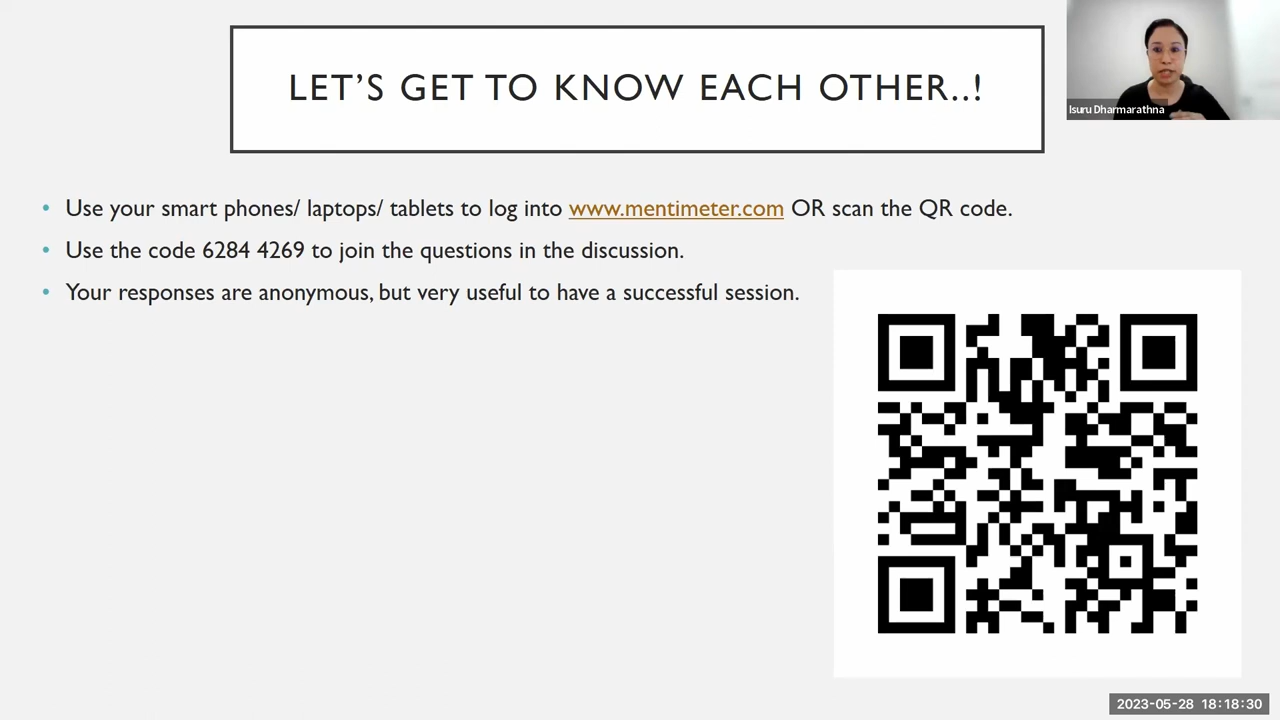 LET’S GET TO KNOW EACH OTHER..!
Isuru Dharmarathna
• Use your smart phones/ laptops/ tablets to log into www.mentimeter.com OR scan the QR code.
• Use the code 6284 4269 to join the questions in the discussion.
• Your responses are anonymous, but very useful to have a successful session.
2023-05-28 18:18:30